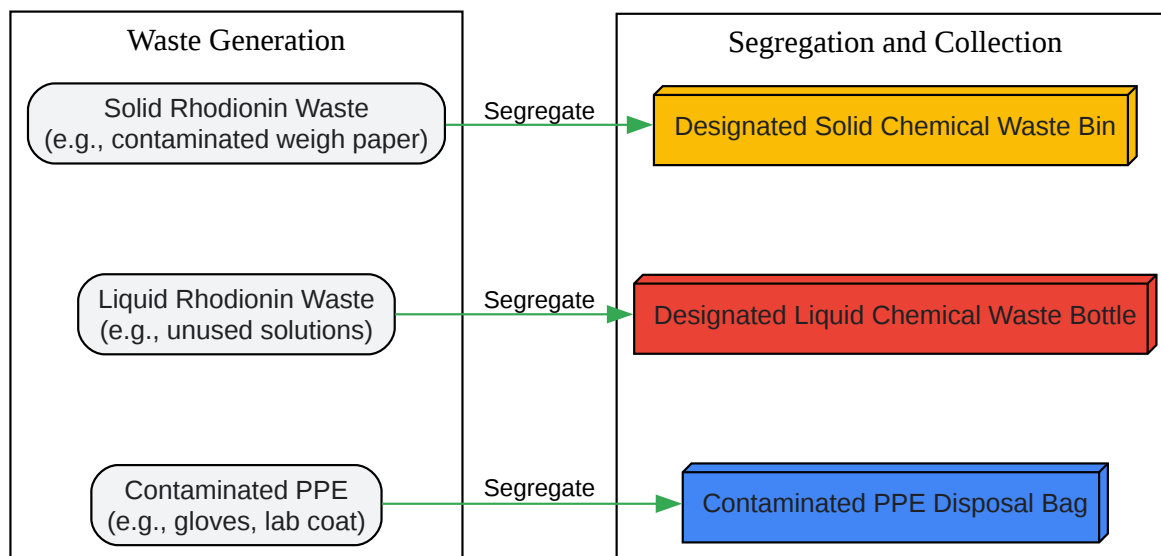 Waste Generation
Segregation and Collection
Solid Rhodionin Waste
(e.g., contaminated weigh paper)
Segregate
Designated Solid Chemical Waste Bin
Liquid Rhodionin Waste
(e.g., unused solutions)
Segregate
Designated Liquid Chemical Waste Bottle
Contaminated PPE
(e.g., gloves, lab coat)
Segregate
Contaminated PPE Disposal Bag